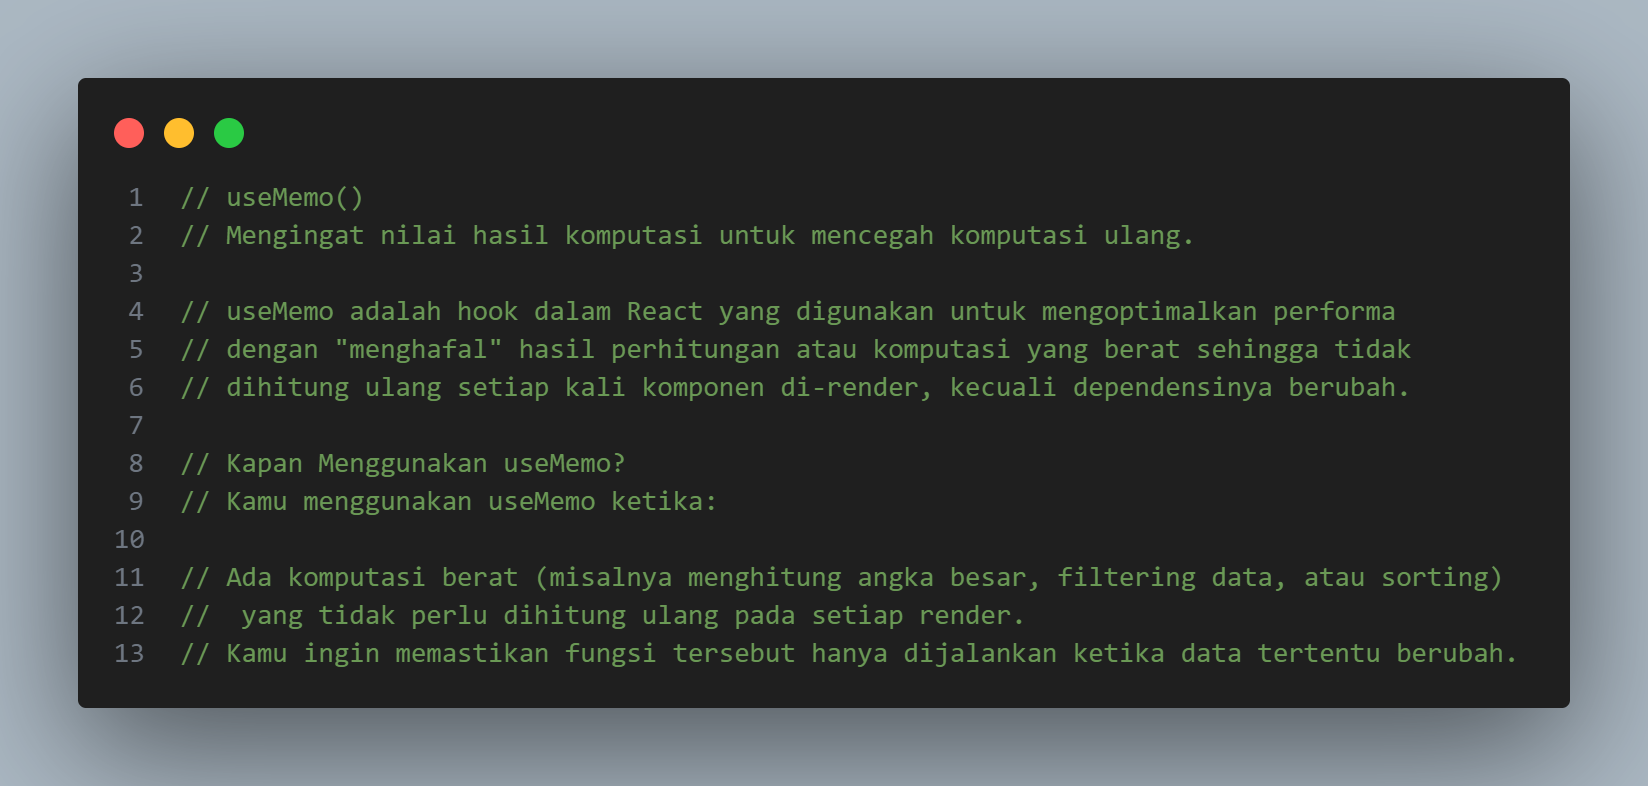 1 // useMemo()
2 // Mengingat nilai hasil komputasi untuk mencegah komputasi ulang.
3
4 // useMemo adalah hook dalam React yang digunakan untuk mengoptimalkan performa
5 // dengan "menghafal" hasil perhitungan atau komputasi yang berat sehingga tidak
6 // dihitung ulang setiap kali komponen di-render, kecuali dependensinya berubah.
7
8 // Kapan Menggunakan useMemo?
9 // Kamu menggunakan useMemo ketika:
10
11 // Ada komputasi berat (misalnya menghitung angka besar, filtering data, atau sorting)
12 //  yang tidak perlu dihitung ulang pada setiap render.
13 // Kamu ingin memastikan fungsi tersebut hanya dijalankan ketika data tertentu berubah.